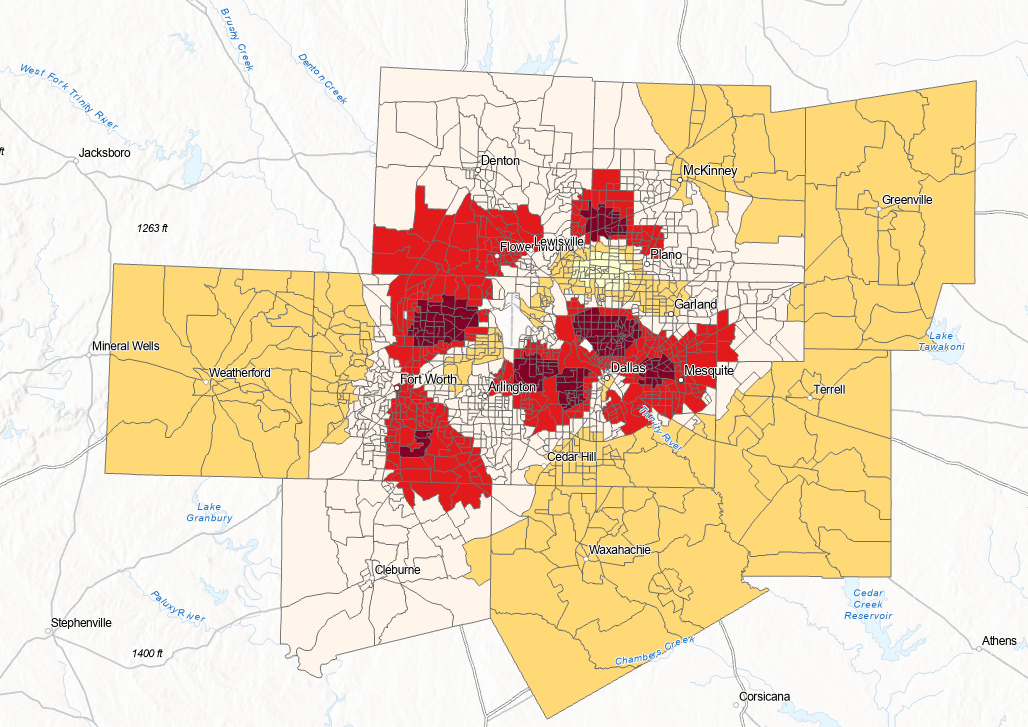 Brushy Creek
Denton Creek
West Fork Trinity River
ft
Jacksboro
Denton
McKinney
Greenville
1263 ft
Lewisville
Flower Mound
Plano
Garland
Lake
Tawakoni
Mineral Wells
Weatherford
Fort Worth
Arlington
Dallas
Mesquite
Terrell
Trinity River
Cedar Hill
Lake
Granbury
Waxahachie
Cleburne
Paluxy River
Cedar
Creek
Reservoir
Stephenville
1400 ft
Chambers Creek
Athens
Corsicana